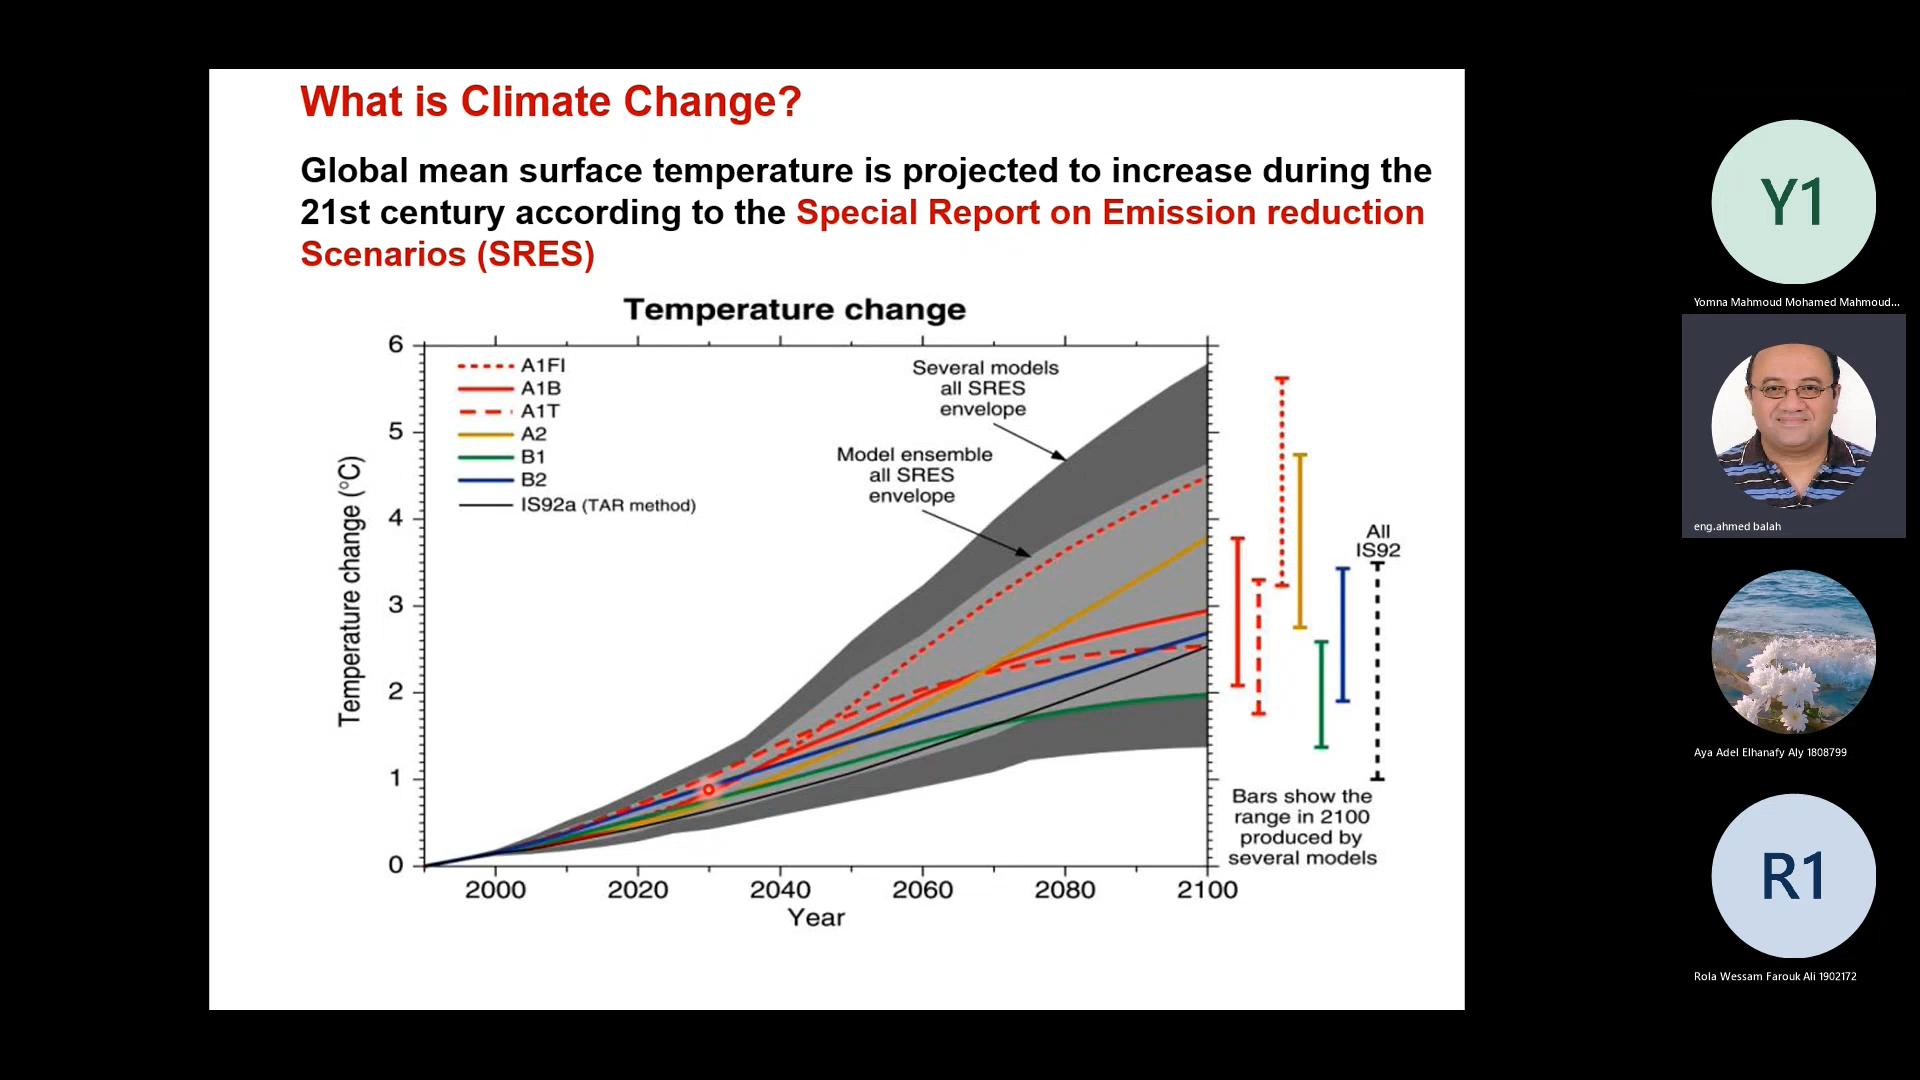 What is Climate Change?
Global mean surface temperature is projected to increase during the
21st century according to the Special Report on Emission reduction
Scenarios (SRES)
Temperature change
6
5
4
3
2
1
0
Temperature change (°C)
A1FI
A1B
A1T
A2
B1
B2
IS92a (TAR method)
Several models
all SRES
envelope
Model ensemble
all SRES
envelope
All
IS92
Bars show the
range in 2100
produced by
several models
2000 2020 2040 2060 2080 2100
Year
Y1
Yomna Mahmoud Mohamed Mahmoud...
eng.ahmed balah
Aya Adel Elhanafy Aly 1808799
R1
Rola Wessam Farouk Ali 1902172